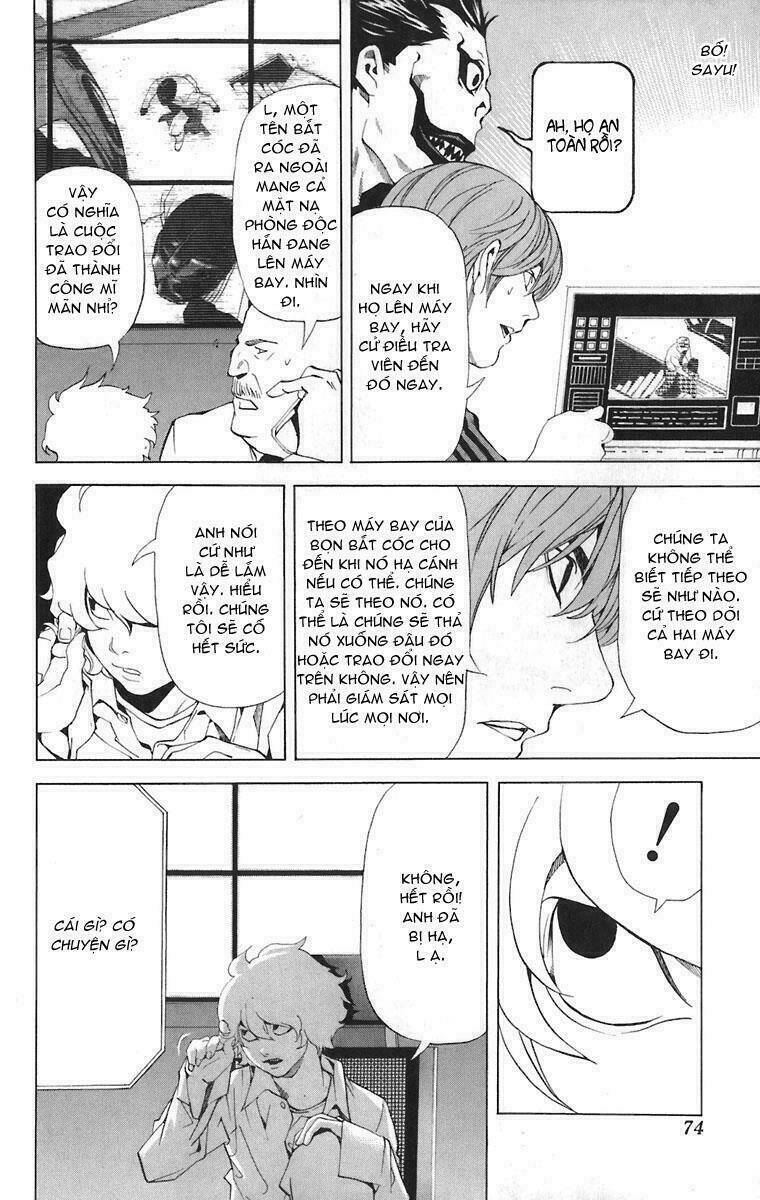 BỐ!
SAYU!
AH, HỌ AN
TOÀN RỒI?
NGAY KHI
HỌ LÊN MÁY
BAY, HÃY
CỬ ĐIỀU TRA
VIÊN ĐẾN
ĐÓ NGAY.
L, MỘT
TÊN BẮT
CÓC ĐÃ
RA NGOÀI
MANG CẢ
MẶT NẠ
PHÒNG ĐỘC
HẮN ĐANG
LÊN MÁY
BAY. NHÌN
ĐI.
VẬY
CÓ NGHĨA
LÀ CUỘC
TRAO ĐỔI
ĐÃ THÀNH
CÔNG MĨ
MÃN NHỈ?
CHÚNG TA
KHÔNG THỂ
BIẾT TIẾP THEO
SẼ NHƯ NÀO.
CỨ THEO DÕI
CẢ HAI MÁY
BAY ĐI.
THEO MÁY BAY CỦA
BỌN BẮT CÓC CHO
ĐẾN KHI NÓ HẠ CÁNH
NẾU CÓ THỂ. CHÚNG
TA SẼ THEO NÓ. CÓ
THỂ LÀ CHÚNG SẼ THẢ
NÓ XUỐNG ĐÂU ĐÓ
HOẶC TRAO ĐỔI NGAY
TRÊN KHÔNG. VẬY NÊN
PHẢI GIÁM SÁT MỌI
LÚC MỌI NƠI.
ANH NÓI
CỨ NHƯ
LÀ DỄ LẮM
VẬY. HIỂU
RỒI. CHÚNG
TÔI SẼ CỐ
HẾT SỨC.
!
KHÔNG,
HẾT RỒI!
ANH ĐÃ
BỊ HẠ,
L Ạ.
CÁI GÌ? CÓ
CHUYỆN GÌ?
74